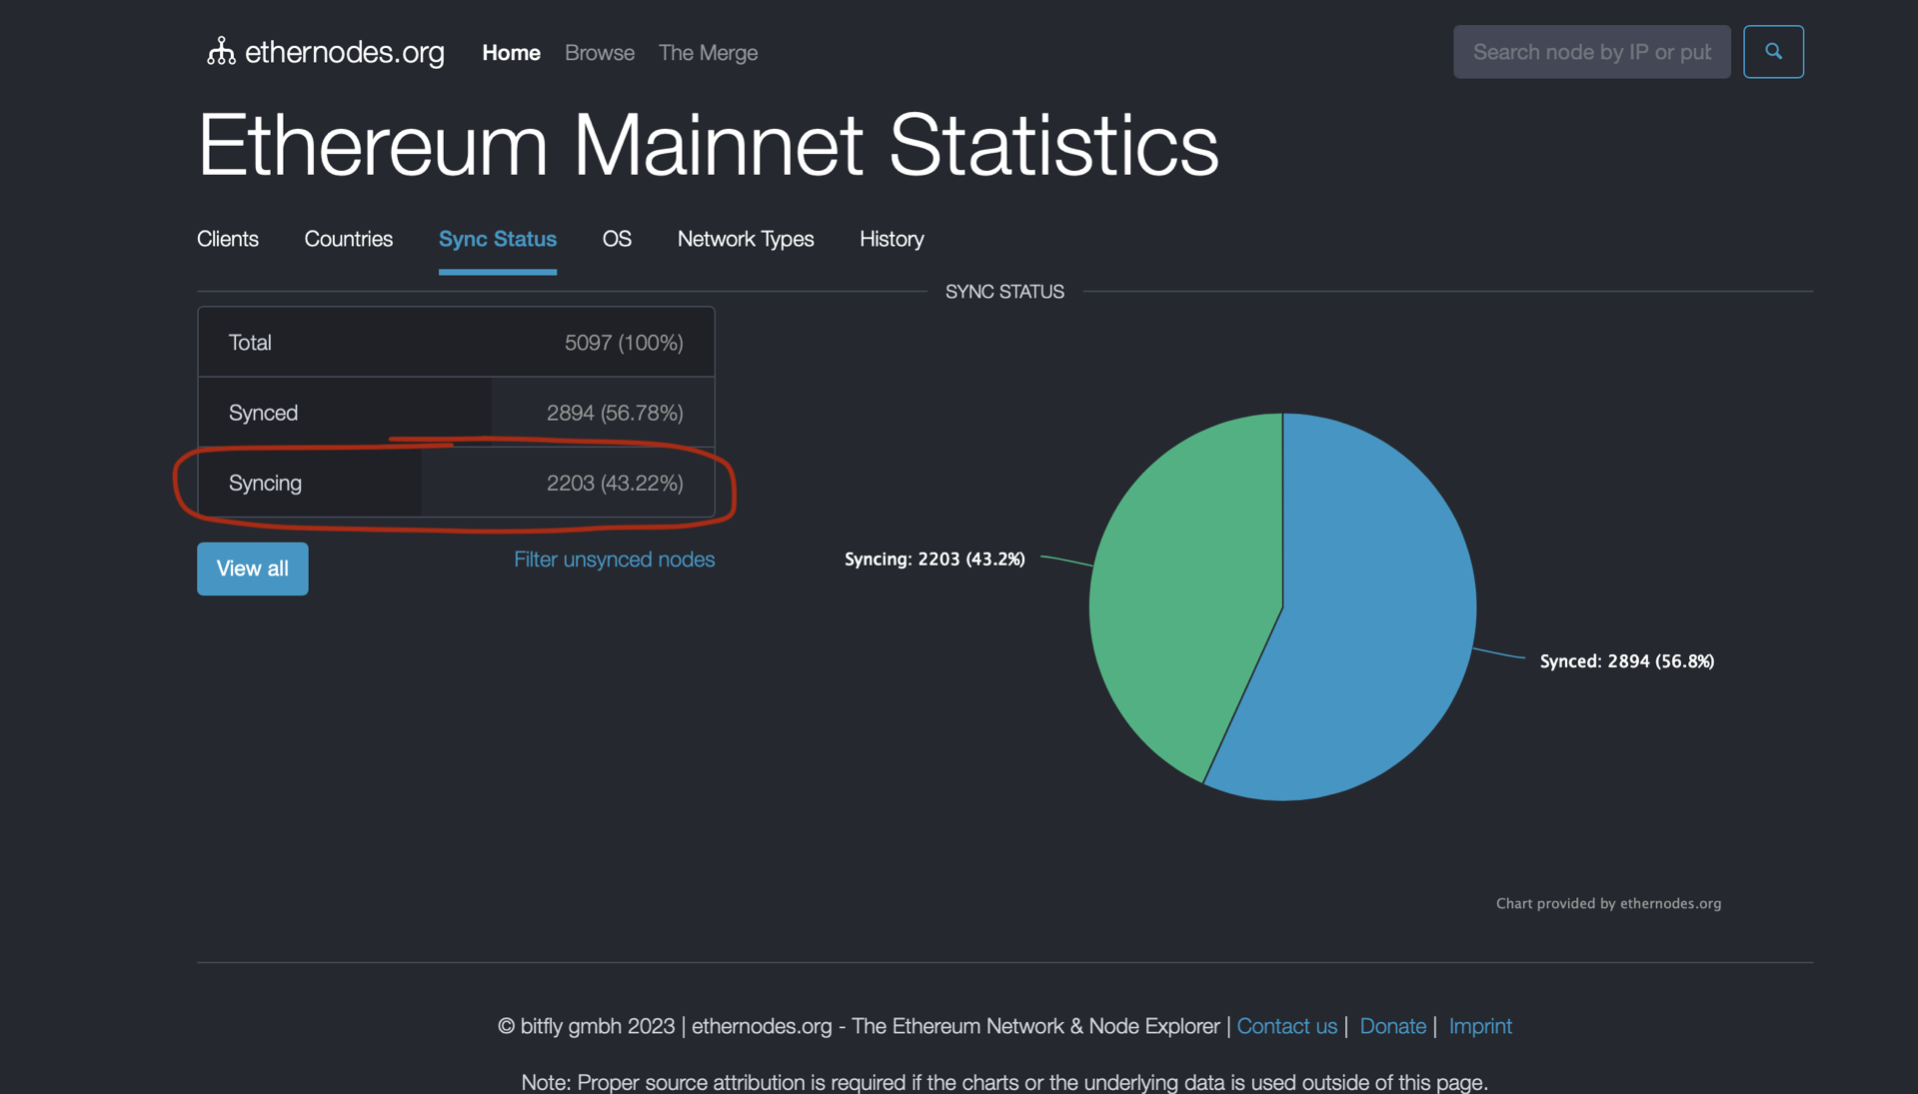 ethernodes.org Home Browse The Merge Search node by IP or pub
Ethereum Mainnet Statistics
Clients Countries Sync Status OS Network Types History
SYNC STATUS
Total 5097 (100%)
Synced 2894 (56.78%)
Syncing 2203 (43.22%)
View all Filter unsynced nodes
Syncing: 2203 (43.2%)
Synced: 2894 (56.8%)
Chart provided by ethernodes.org
© bitfly gmbh 2023 | ethernodes.org - The Ethereum Network & Node Explorer | Contact us | Donate | Imprint
Note: Proper source attribution is required if the charts or the underlying data is used outside of this page.